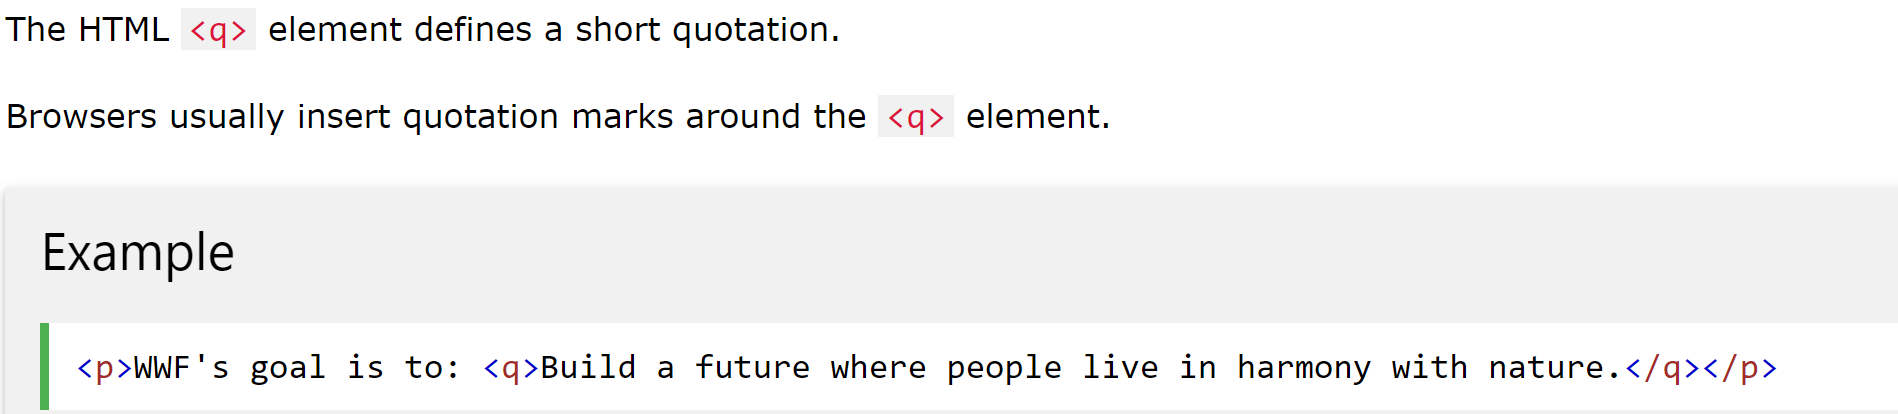 The HTML <q> element defines a short quotation.
Browsers usually insert quotation marks around the <q> element.
Example
<p>WWF's goal is to: <q>Build a future where people live in harmony with nature.</q></p>